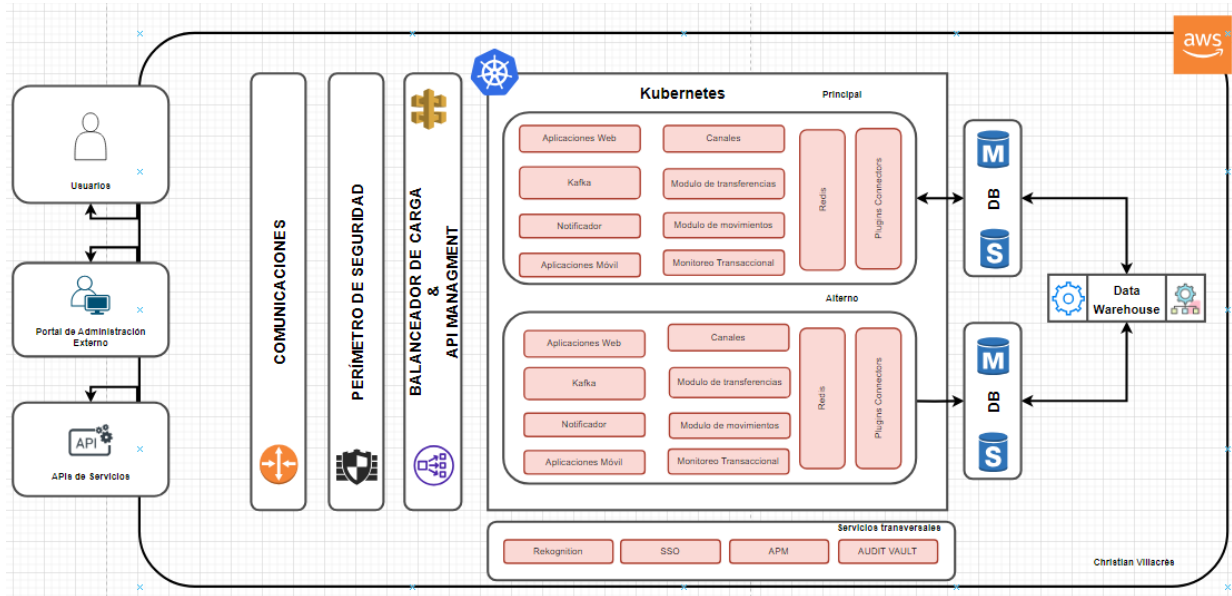 aws
Usuarios
Portal de Administración
Externo
API
APIs de Servicios
COMUNICACIONES
PERÍMETRO DE SEGURIDAD
BALANCEADOR DE CARGA
&
API MANAGMENT
Kubernetes
Principal
Aplicaciones Web
Canales
Kafka
Modulo de transferencias
Notificador
Modulo de movimientos
Aplicaciones Móvil
Monitoreo Transaccional
Redis
Plugins Connectors
M
DB
S
Alterno
Aplicaciones Web
Canales
Kafka
Modulo de transferencias
Notificador
Modulo de movimientos
Aplicaciones Móvil
Monitoreo Transaccional
Redis
Plugins Connectors
M
DB
S
Data
Warehouse
Servicios transversales
Rekognition
SSO
APM
AUDIT VAULT
Christian Villacrés